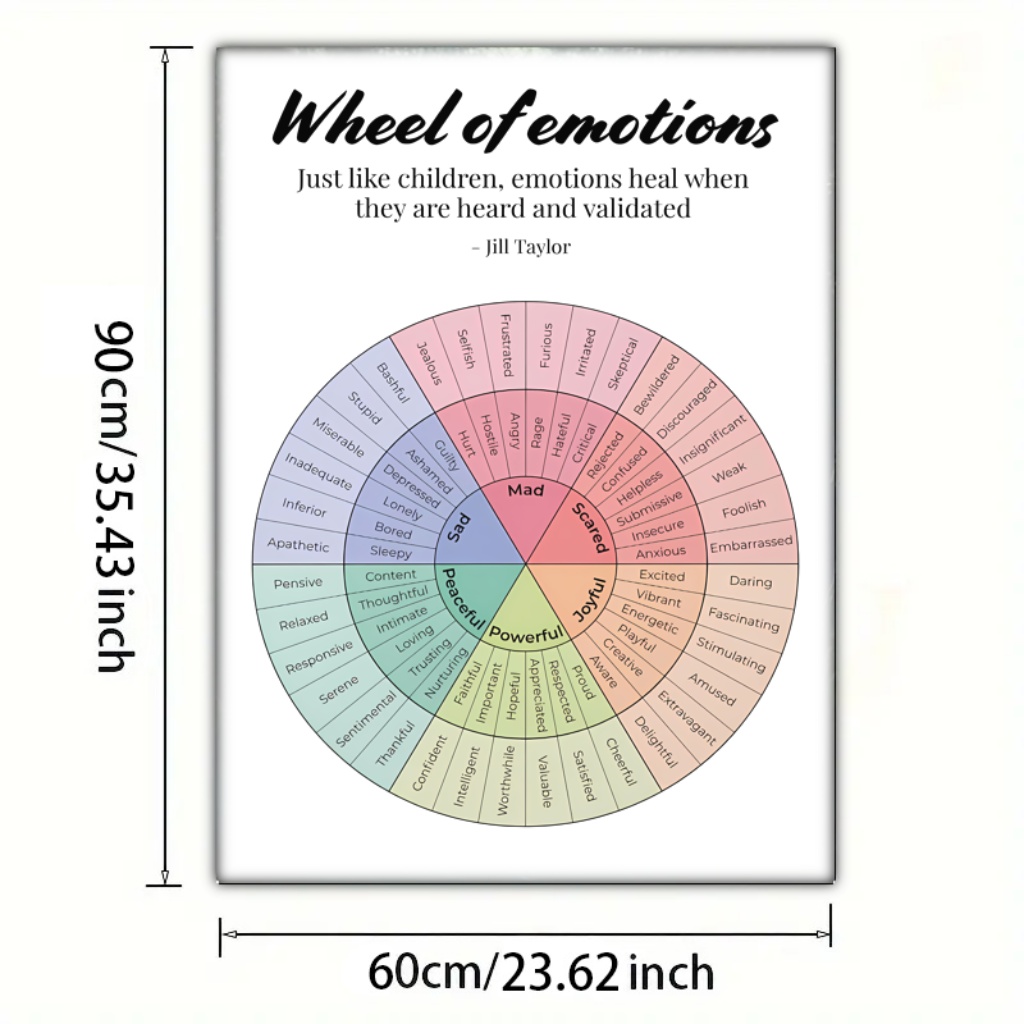 Wheel of emotions
Just like children, emotions heal when
they are heard and validated
– Jill Taylor
Mad
Hurt
Hostile
Angry
Rage
Hateful
Critical
Jealous
Selfish
Frustrated
Furious
Irritated
Skeptical
Scared
Rejected
Confused
Helpless
Submissive
Insecure
Anxious
Bewildered
Discouraged
Insignificant
Weak
Foolish
Embarrassed
Joyful
Excited
Vibrant
Energetic
Playful
Creative
Aware
Daring
Fascinating
Stimulating
Amused
Extravagant
Delightful
Powerful
Proud
Respected
Appreciated
Hopeful
Important
Faithful
Cheerful
Satisfied
Valuable
Worthwhile
Intelligent
Confident
Peaceful
Nurturing
Trusting
Loving
Intimate
Thoughtful
Content
Thankful
Sentimental
Serene
Responsive
Relaxed
Pensive
Sad
Sleepy
Bored
Lonely
Depressed
Ashamed
Guilty
Apathetic
Inferior
Inadequate
Miserable
Stupid
Bashful
90cm/35.43inch
60cm/23.62inch